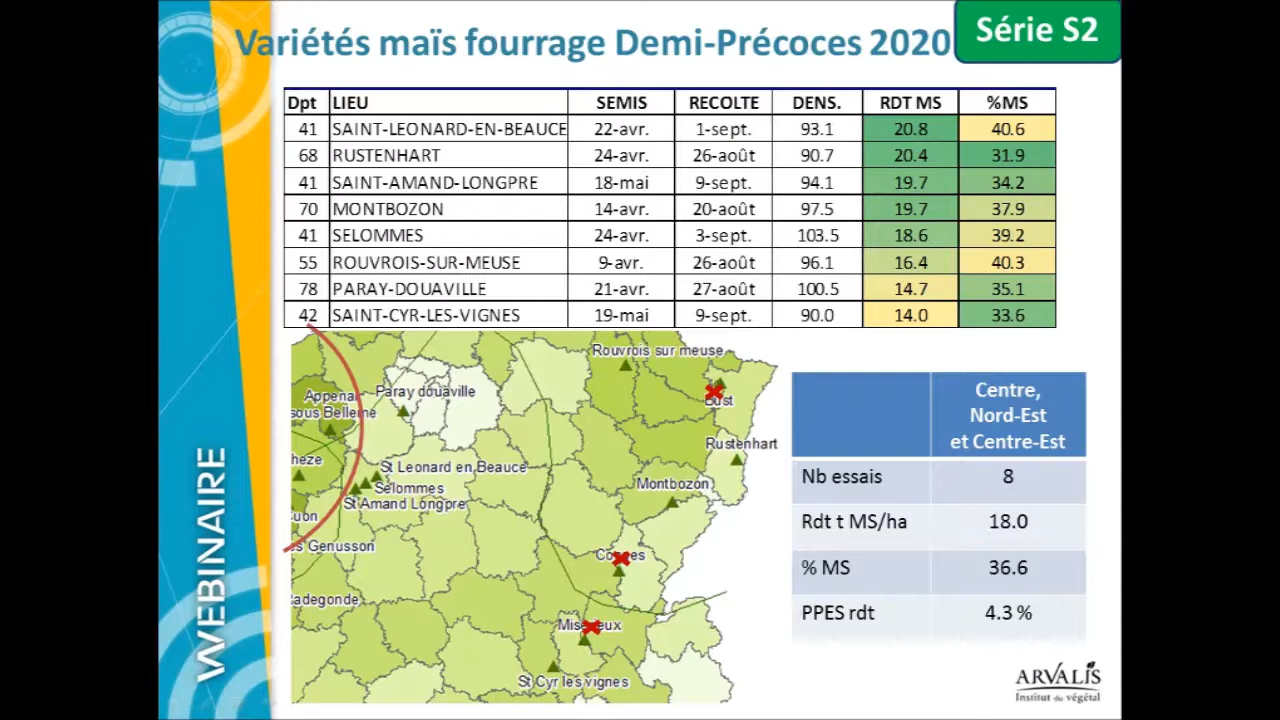 Variétés maïs fourrage Demi-Précoces 2020
Série S2
Dpt LIEU SEMIS RECOLTE DENS. RDT MS %MS
41 SAINT-LEONARD-EN-BEAUCE 22-avr. 1-sept. 93.1 20.8 40.6
68 RUSTENHART 24-avr. 26-août 90.7 20.4 31.9
41 SAINT-AMAND-LONGPRE 18-mai 9-sept. 94.1 19.7 34.2
70 MONTBOZON 14-avr. 20-août 97.5 19.7 37.9
41 SELOMMES 24-avr. 3-sept. 103.5 18.6 39.2
55 ROUVROIS-SUR-MEUSE 9-avr. 26-août 96.1 16.4 40.3
78 PARAY-DOUAVILLE 21-avr. 27-août 100.5 14.7 35.1
42 SAINT-CYR-LES-VIGNES 19-mai 9-sept. 90.0 14.0 33.6
Rouvrois sur meuse
Paray douaville
Appenai
sous Belleme
Rustenhart
heze
St Leonard en Beauce
Selommes
St Amand Longpre
Montbozon
uon
s Genusson
adegonde
St Cyr les vignes
Centre,
Nord-Est
et Centre-Est
Nb essais 8
Rdt t MS/ha 18.0
% MS 36.6
PPES rdt 4.3 %
WEBINAIRE
ARVALIS
Institut du végétal